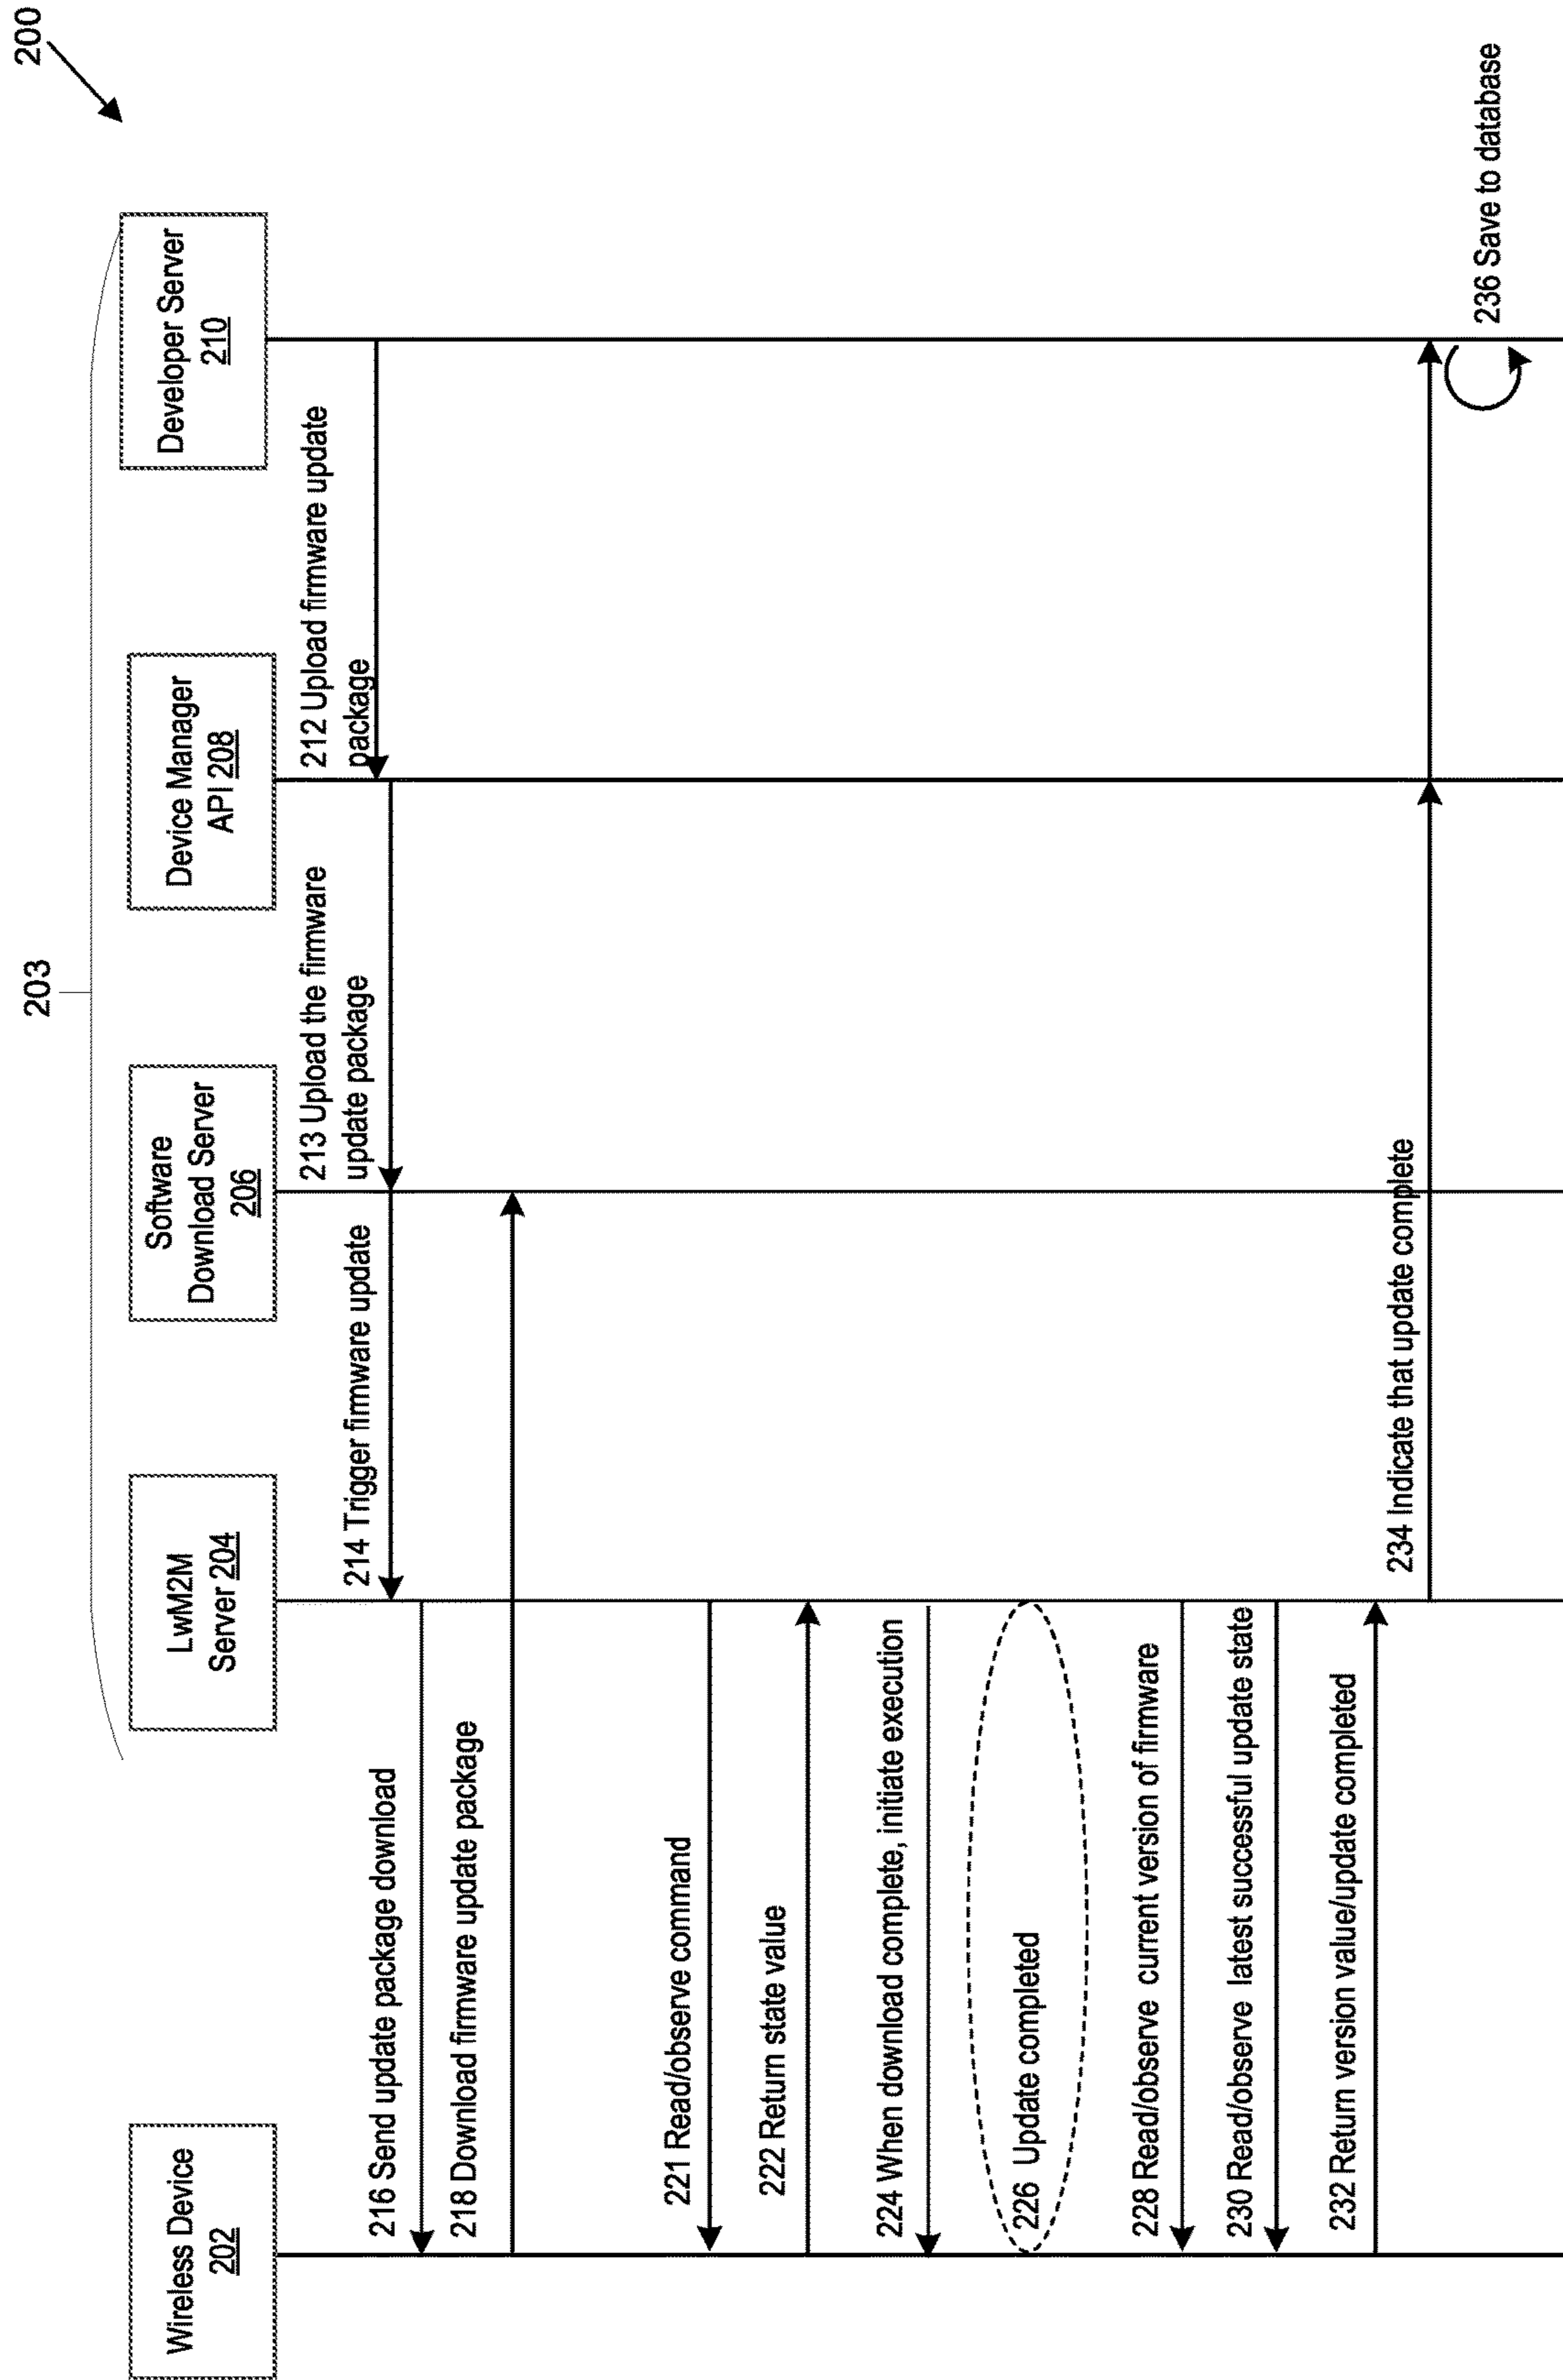 200
203
Wireless Device
202
LwM2M
Server 204
Software
Download Server
206
Device Manager
API 208
Developer Server
210
212 Upload firmware update
package
213 Upload the firmware
update package
214 Trigger firmware update
216 Send update package download
218 Download firmware update package
221 Read/observe command
222 Return state value
224 When download complete, initiate execution
226 Update completed
228 Read/observe current version of firmware
230 Read/observe latest successful update state
232 Return version value/update completed
234 Indicate that update complete
236 Save to database